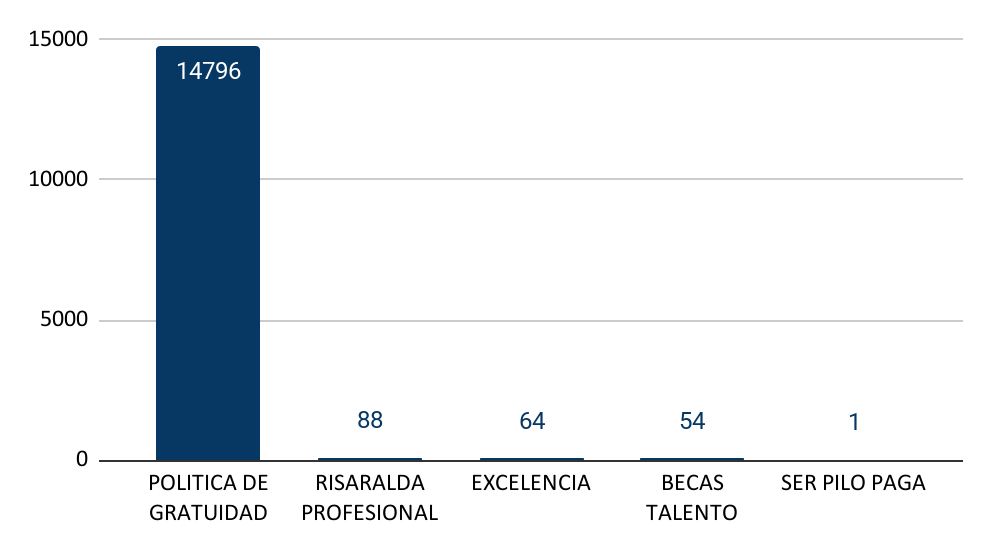 15000
14796
10000
5000
88
64
54
1
0
POLITICA DE
GRATUIDAD
RISARALDA
PROFESIONAL
EXCELENCIA
BECAS
TALENTO
SER PILO PAGA